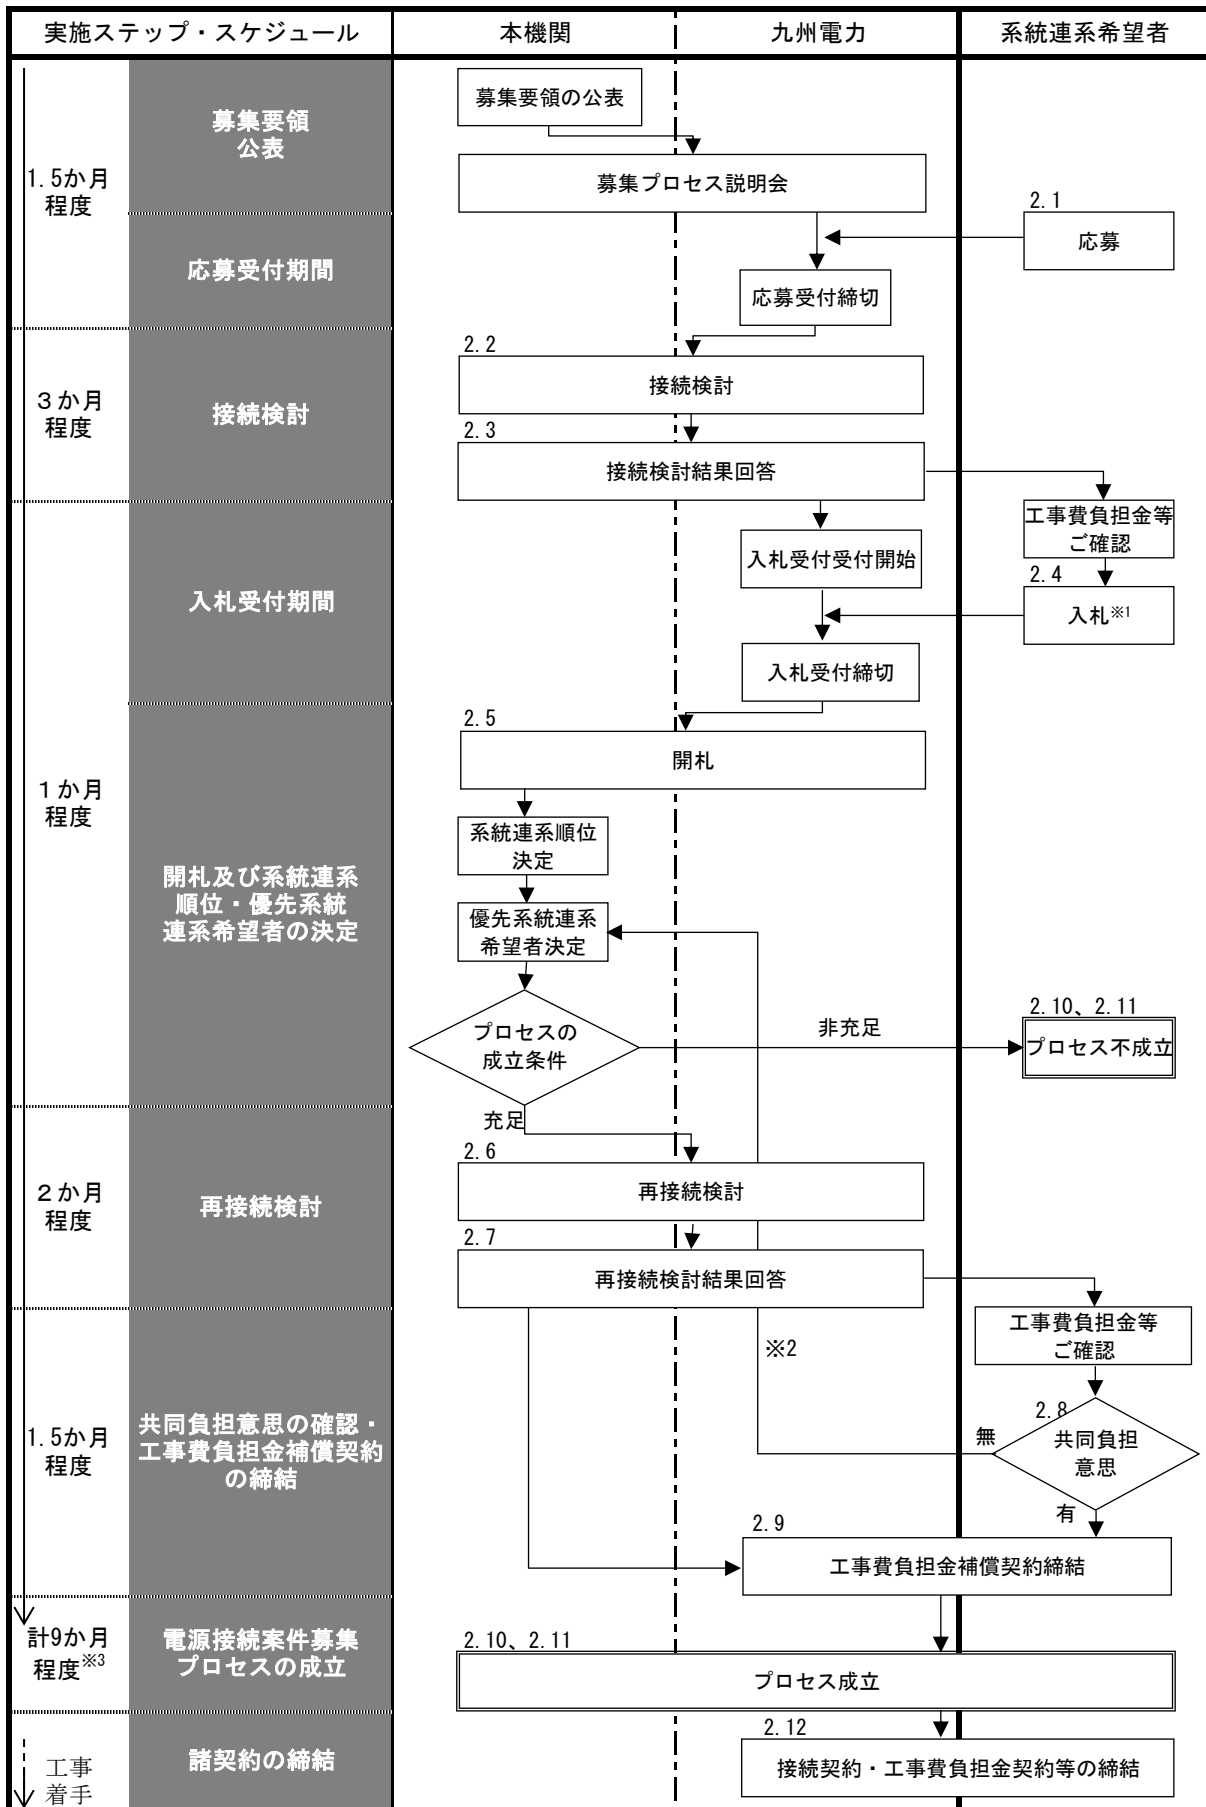 実施ステップ・スケジュール
本機関
九州電力
系統連系希望者
1.5か月
程度
募集要領
公表
募集要領の公表
募集プロセス説明会
2.1
応募
応募受付期間
応募受付締切
3か月
程度
接続検討
2.2
接続検討
2.3
接続検討結果回答
工事費負担金等
ご確認
入札受付期間
入札受付受付開始
2.4
入札※1
入札受付締切
1か月
程度
2.5
開札
開札及び系統連系
順位・優先系統
連系希望者の決定
系統連系順位
決定
優先系統連系
希望者決定
プロセスの
成立条件
非充足
2.10、2.11
プロセス不成立
充足
2か月
程度
再接続検討
2.6
再接続検討
2.7
再接続検討結果回答
工事費負担金等
ご確認
※2
1.5か月
程度
共同負担意思の確認・
工事費負担金補償契約
の締結
2.8
共同負担
意思
無
有
2.9
工事費負担金補償契約締結
計9か月
程度※3
電源接続案件募集
プロセスの成立
2.10、2.11
プロセス成立
工事
着手
諸契約の締結
2.12
接続契約・工事費負担金契約等の締結